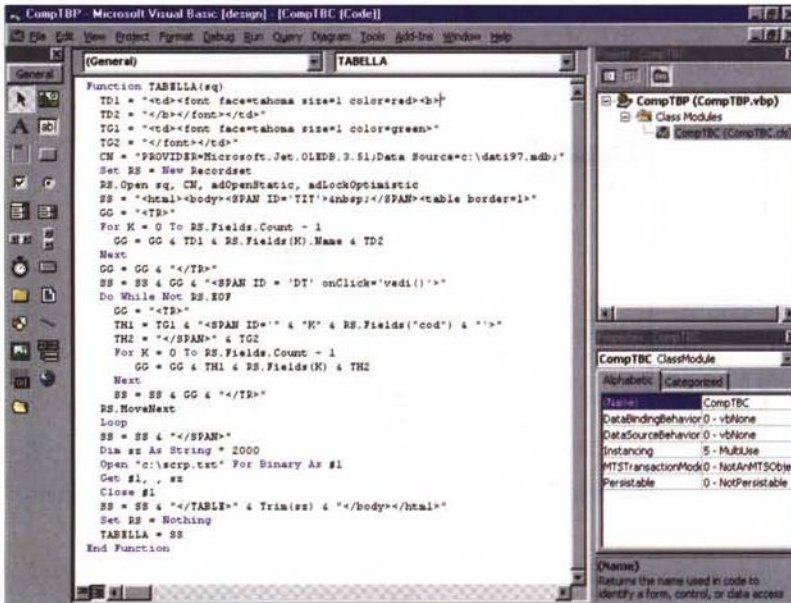 CompTBP - Microsoft Visual Basic [design] - [CompTBC (Code)]
File Edit View Project Format Debug Run Query Diagram Tools Add-Ins Window Help
General
(General)
TABELLA
Function TABELLA(sq)
TD1 = "<td><font face=tahoma size=1 color=red><b>"
TD2 = "</b></font></td>"
TG1 = "<td><font face=tahoma size=1 color=green>"
TG2 = "</font></td>"
CN = "PROVIDER=Microsoft.Jet.OLEDB.3.51;Data Source=c:\dati97.mdb;"
Set RS = New Recordset
RS.Open sq, CN, adOpenStatic, adLockOptimistic
SS = "<html><body><SPAN ID='TIT'>&nbsp;</SPAN><table border=1>"
GG = "<TR>"
For K = 0 To RS.Fields.Count - 1
GG = GG & TD1 & RS.Fields(K).Name & TD2
Next
GG = GG & "</TR>"
SS = SS & GG & "<SPAN ID = 'DT' onClick='vedi()'>"
Do While Not RS.EOF
GG = "<TR>"
TH1 = TG1 & "<SPAN ID='" & "K" & RS.Fields("cod") & "'>"
TH2 = "</SPAN>" & TG2
For K = 0 To RS.Fields.Count - 1
GG = GG & TH1 & RS.Fields(K) & TH2
Next
SS = SS & GG & "</TR>"
RS.MoveNext
Loop
SS = SS & "</SPAN>"
Dim sz As String * 2000
Open "c:\scrp.txt" For Binary As #1
Get #1, , sz
Close #1
SS = SS & "</TABLE>" & Trim(sz) & "</body></html>"
Set RS = Nothing
TABELLA = SS
End Function
CompTBP (CompTBP.vbp)
Class Modules
CompTBC (CompTBC.cls)
CompTBC ClassModule
Alphabetic Categorized
(Name) CompTBC
DataBindingBehavior 0 - vbNone
DataSourceBehavior 0 - vbNone
Instancing 5 - MultiUse
MTSTransactionMode 0 - NotAnMTSObje
Persistable 0 - NotPersistable
(Name)
Returns the name used in code to
identify a form, control, or data access